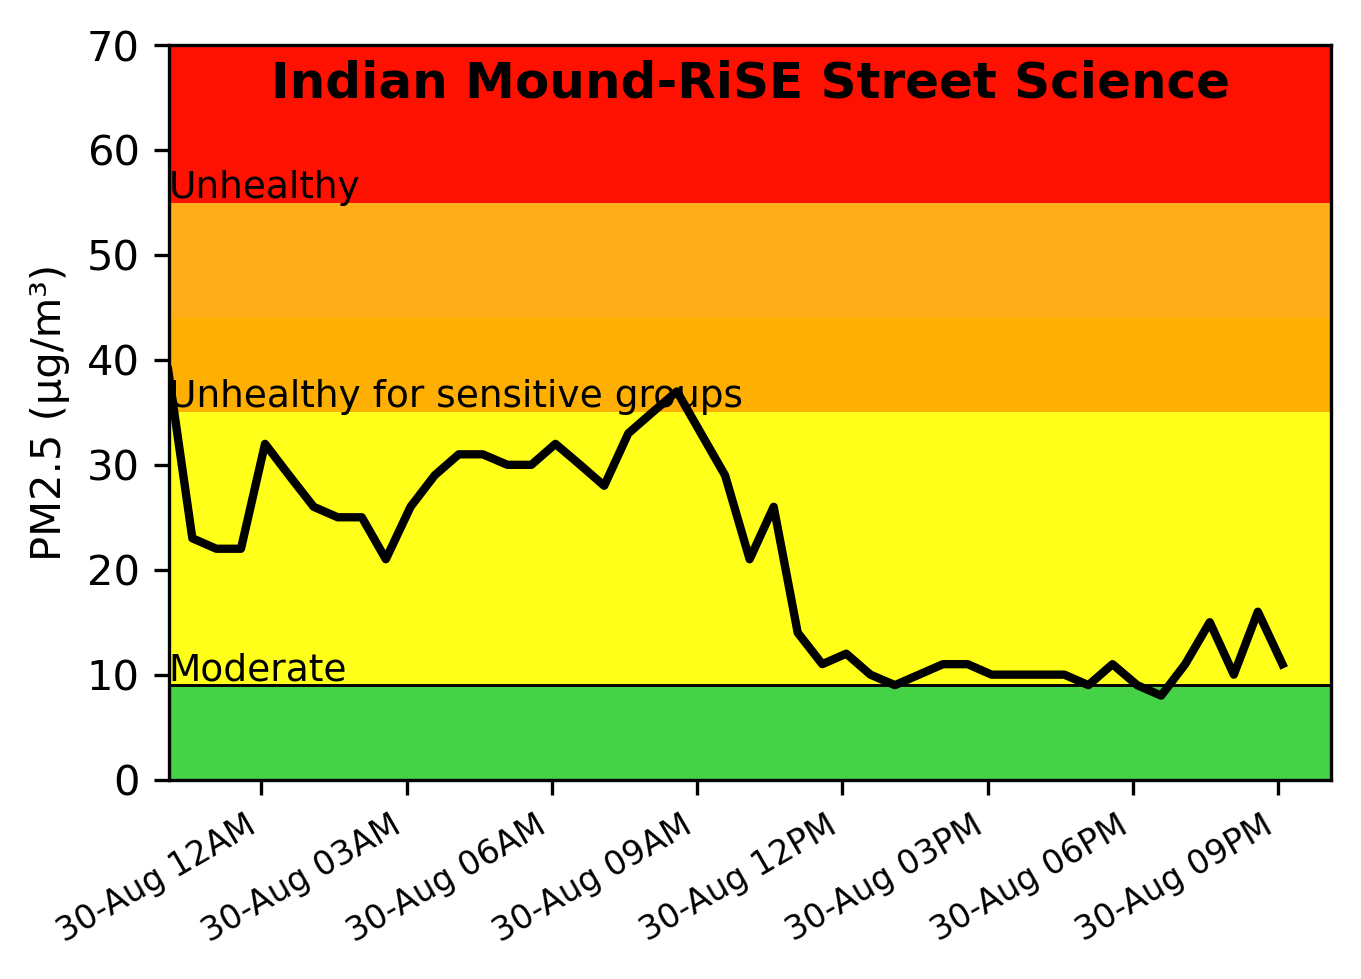 Indian Mound-RiSE Street Science
PM2.5 (µg/m³)
70
60
50
40
30
20
10
0
Unhealthy
Unhealthy for sensitive groups
Moderate
30-Aug 12AM
30-Aug 03AM
30-Aug 06AM
30-Aug 09AM
30-Aug 12PM
30-Aug 03PM
30-Aug 06PM
30-Aug 09PM